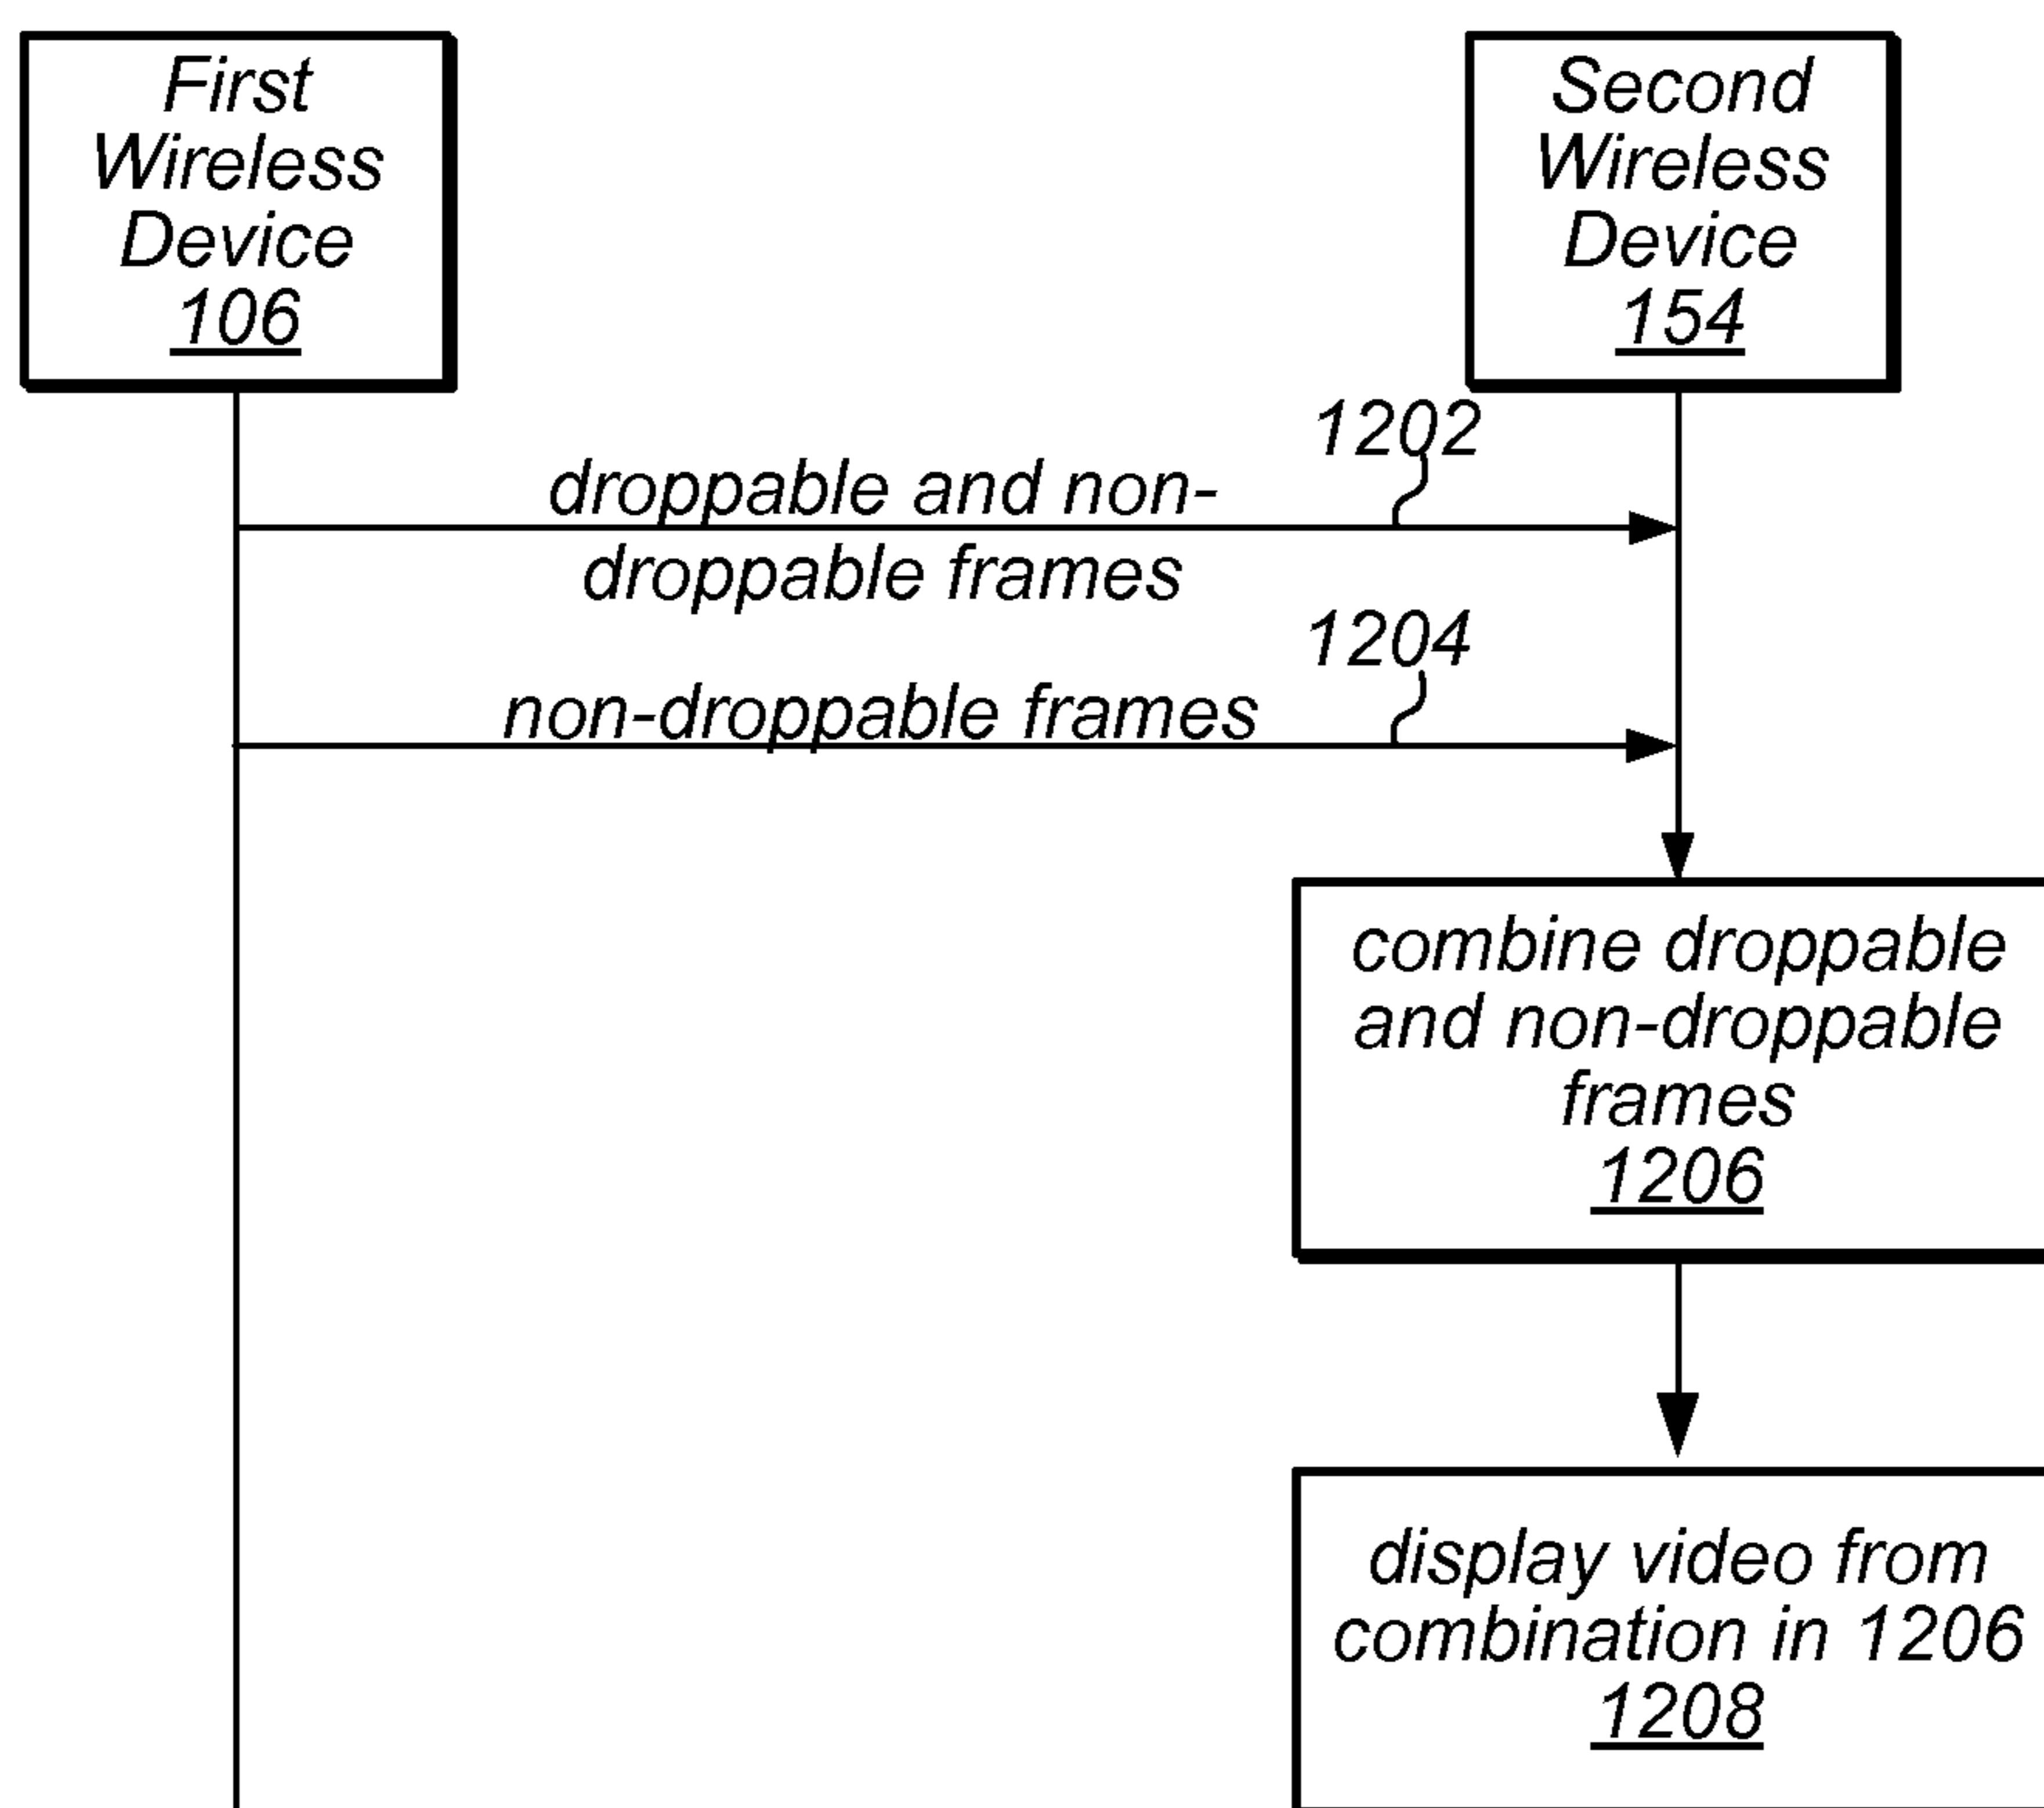 First
Wireless
Device
106
Second
Wireless
Device
154
1202
droppable and non-
droppable frames
1204
non-droppable frames
combine droppable
and non-droppable
frames
1206
display video from
combination in 1206
1208